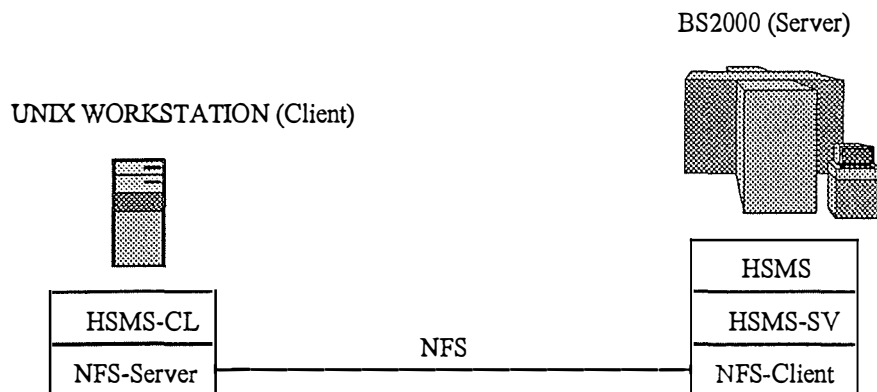 BS2000 (Server)
UNIX WORKSTATION (Client)
HSMS
HSMS-CL
HSMS-SV
NFS
NFS-Server
NFS-Client